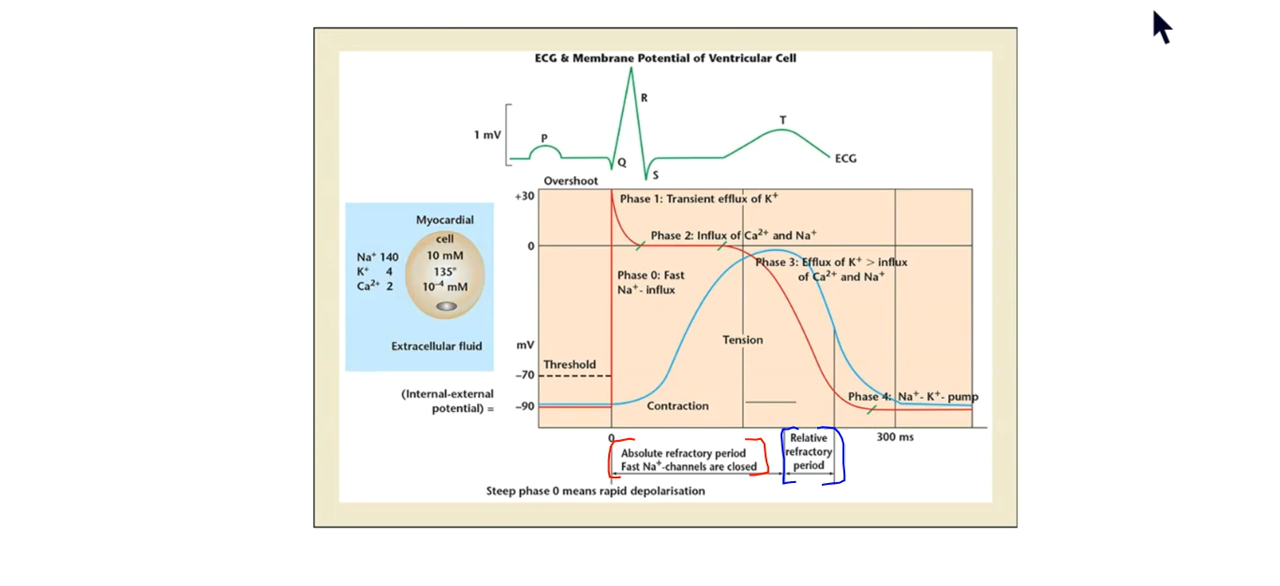 ECG & Membrane Potential of Ventricular Cell
R
T
1 mV
P
Q
ECG
S
Overshoot
+30
Phase 1: Transient efflux of K⁺
Phase 2: Influx of Ca²⁺ and Na⁺
0
Phase 3: Efflux of K⁺ > influx
of Ca²⁺ and Na⁺
Phase 0: Fast
Na⁺- influx
Myocardial
cell
Na⁺ 140
10 mM
K⁺ 4
135"
Ca²⁺ 2
10⁻⁴ mM
Extracellular fluid
mV
Tension
Threshold
-70
(Internal-external
potential) =
-90
Contraction
Phase 4: Na⁺- K⁺- pump
0
300 ms
Absolute refractory period
Fast Na⁺-channels are closed
Relative
refractory
period
Steep phase 0 means rapid depolarisation